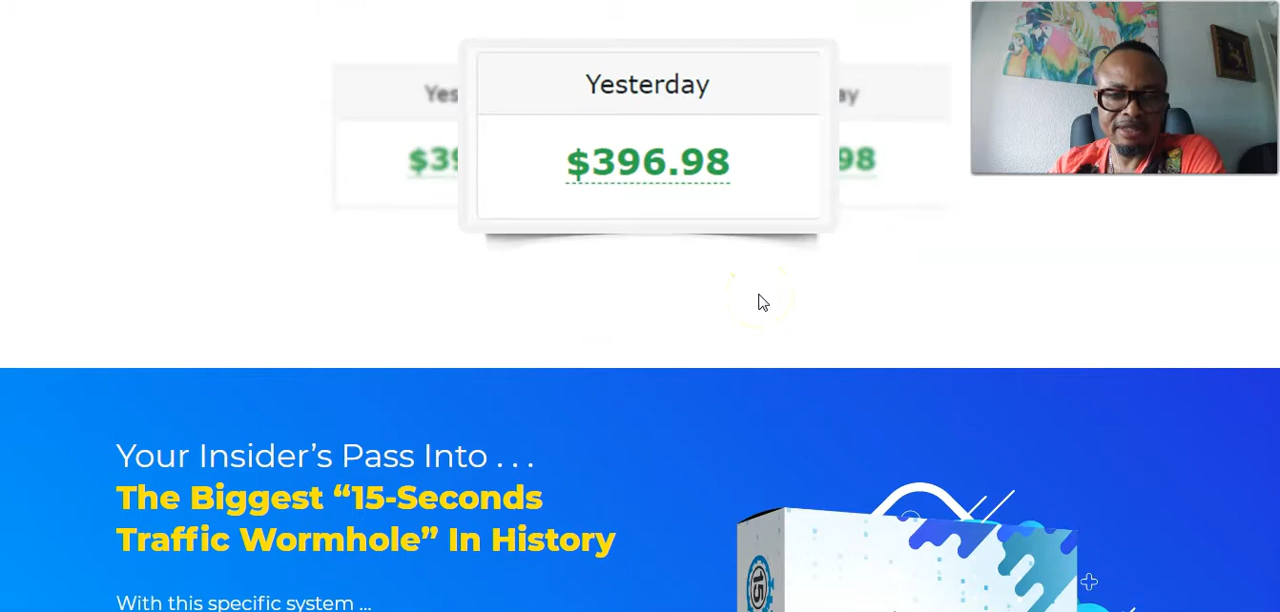 Yesterday
$396.98
Your Insider's Pass Into . . .
The Biggest “15-Seconds
Traffic Wormhole” In History
With this specific system ...
15